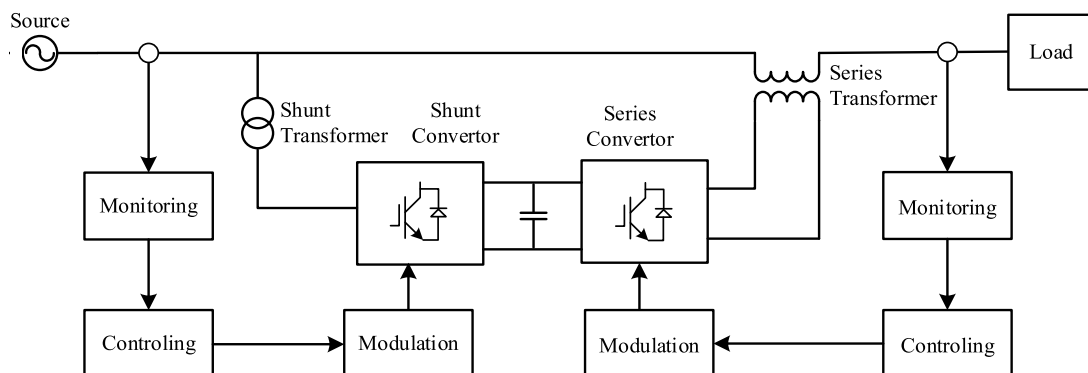 Source
Load
Series
Transformer
Shunt
Transformer
Shunt
Convertor
Series
Convertor
Monitoring
Monitoring
Controling
Modulation
Modulation
Controling